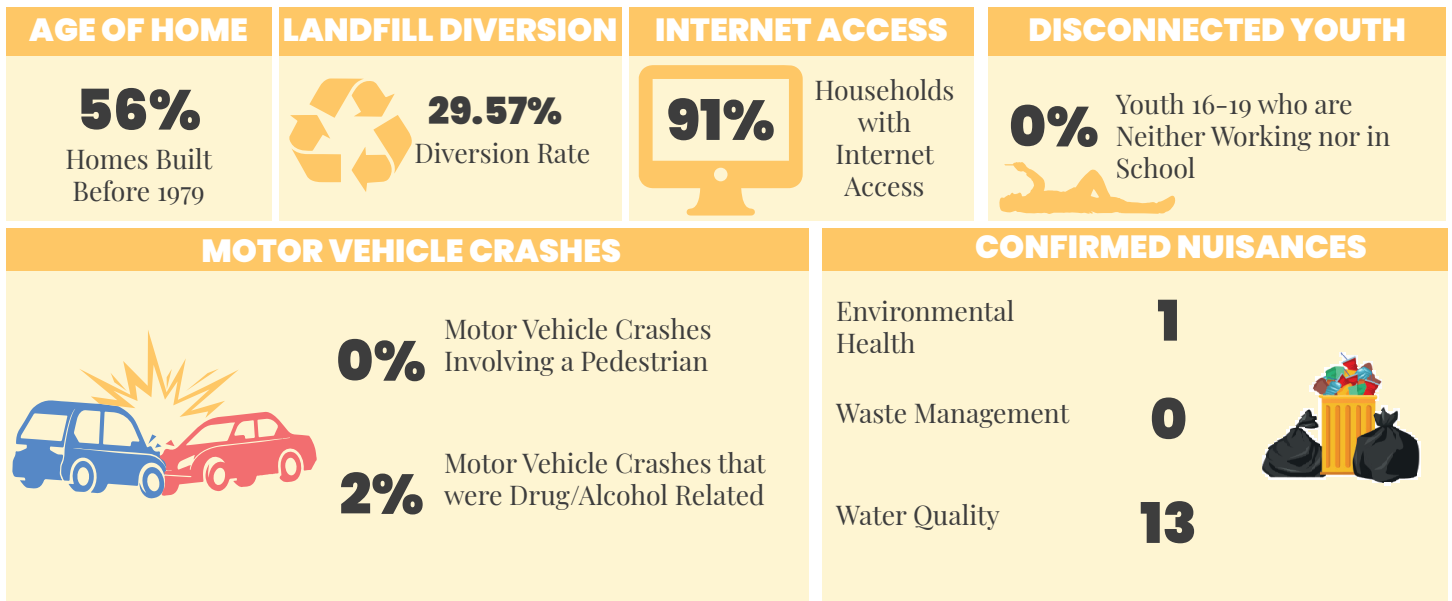 AGE OF HOME
56%
Homes Built
Before 1979
LANDFILL DIVERSION
29.57%
Diversion Rate
INTERNET ACCESS
91%
Households
with
Internet
Access
DISCONNECTED YOUTH
0%
Youth 16-19 who are
Neither Working nor in
School
MOTOR VEHICLE CRASHES
0%
Motor Vehicle Crashes
Involving a Pedestrian
2%
Motor Vehicle Crashes that
were Drug/Alcohol Related
CONFIRMED NUISANCES
Environmental
Health
1
Waste Management
0
Water Quality
13